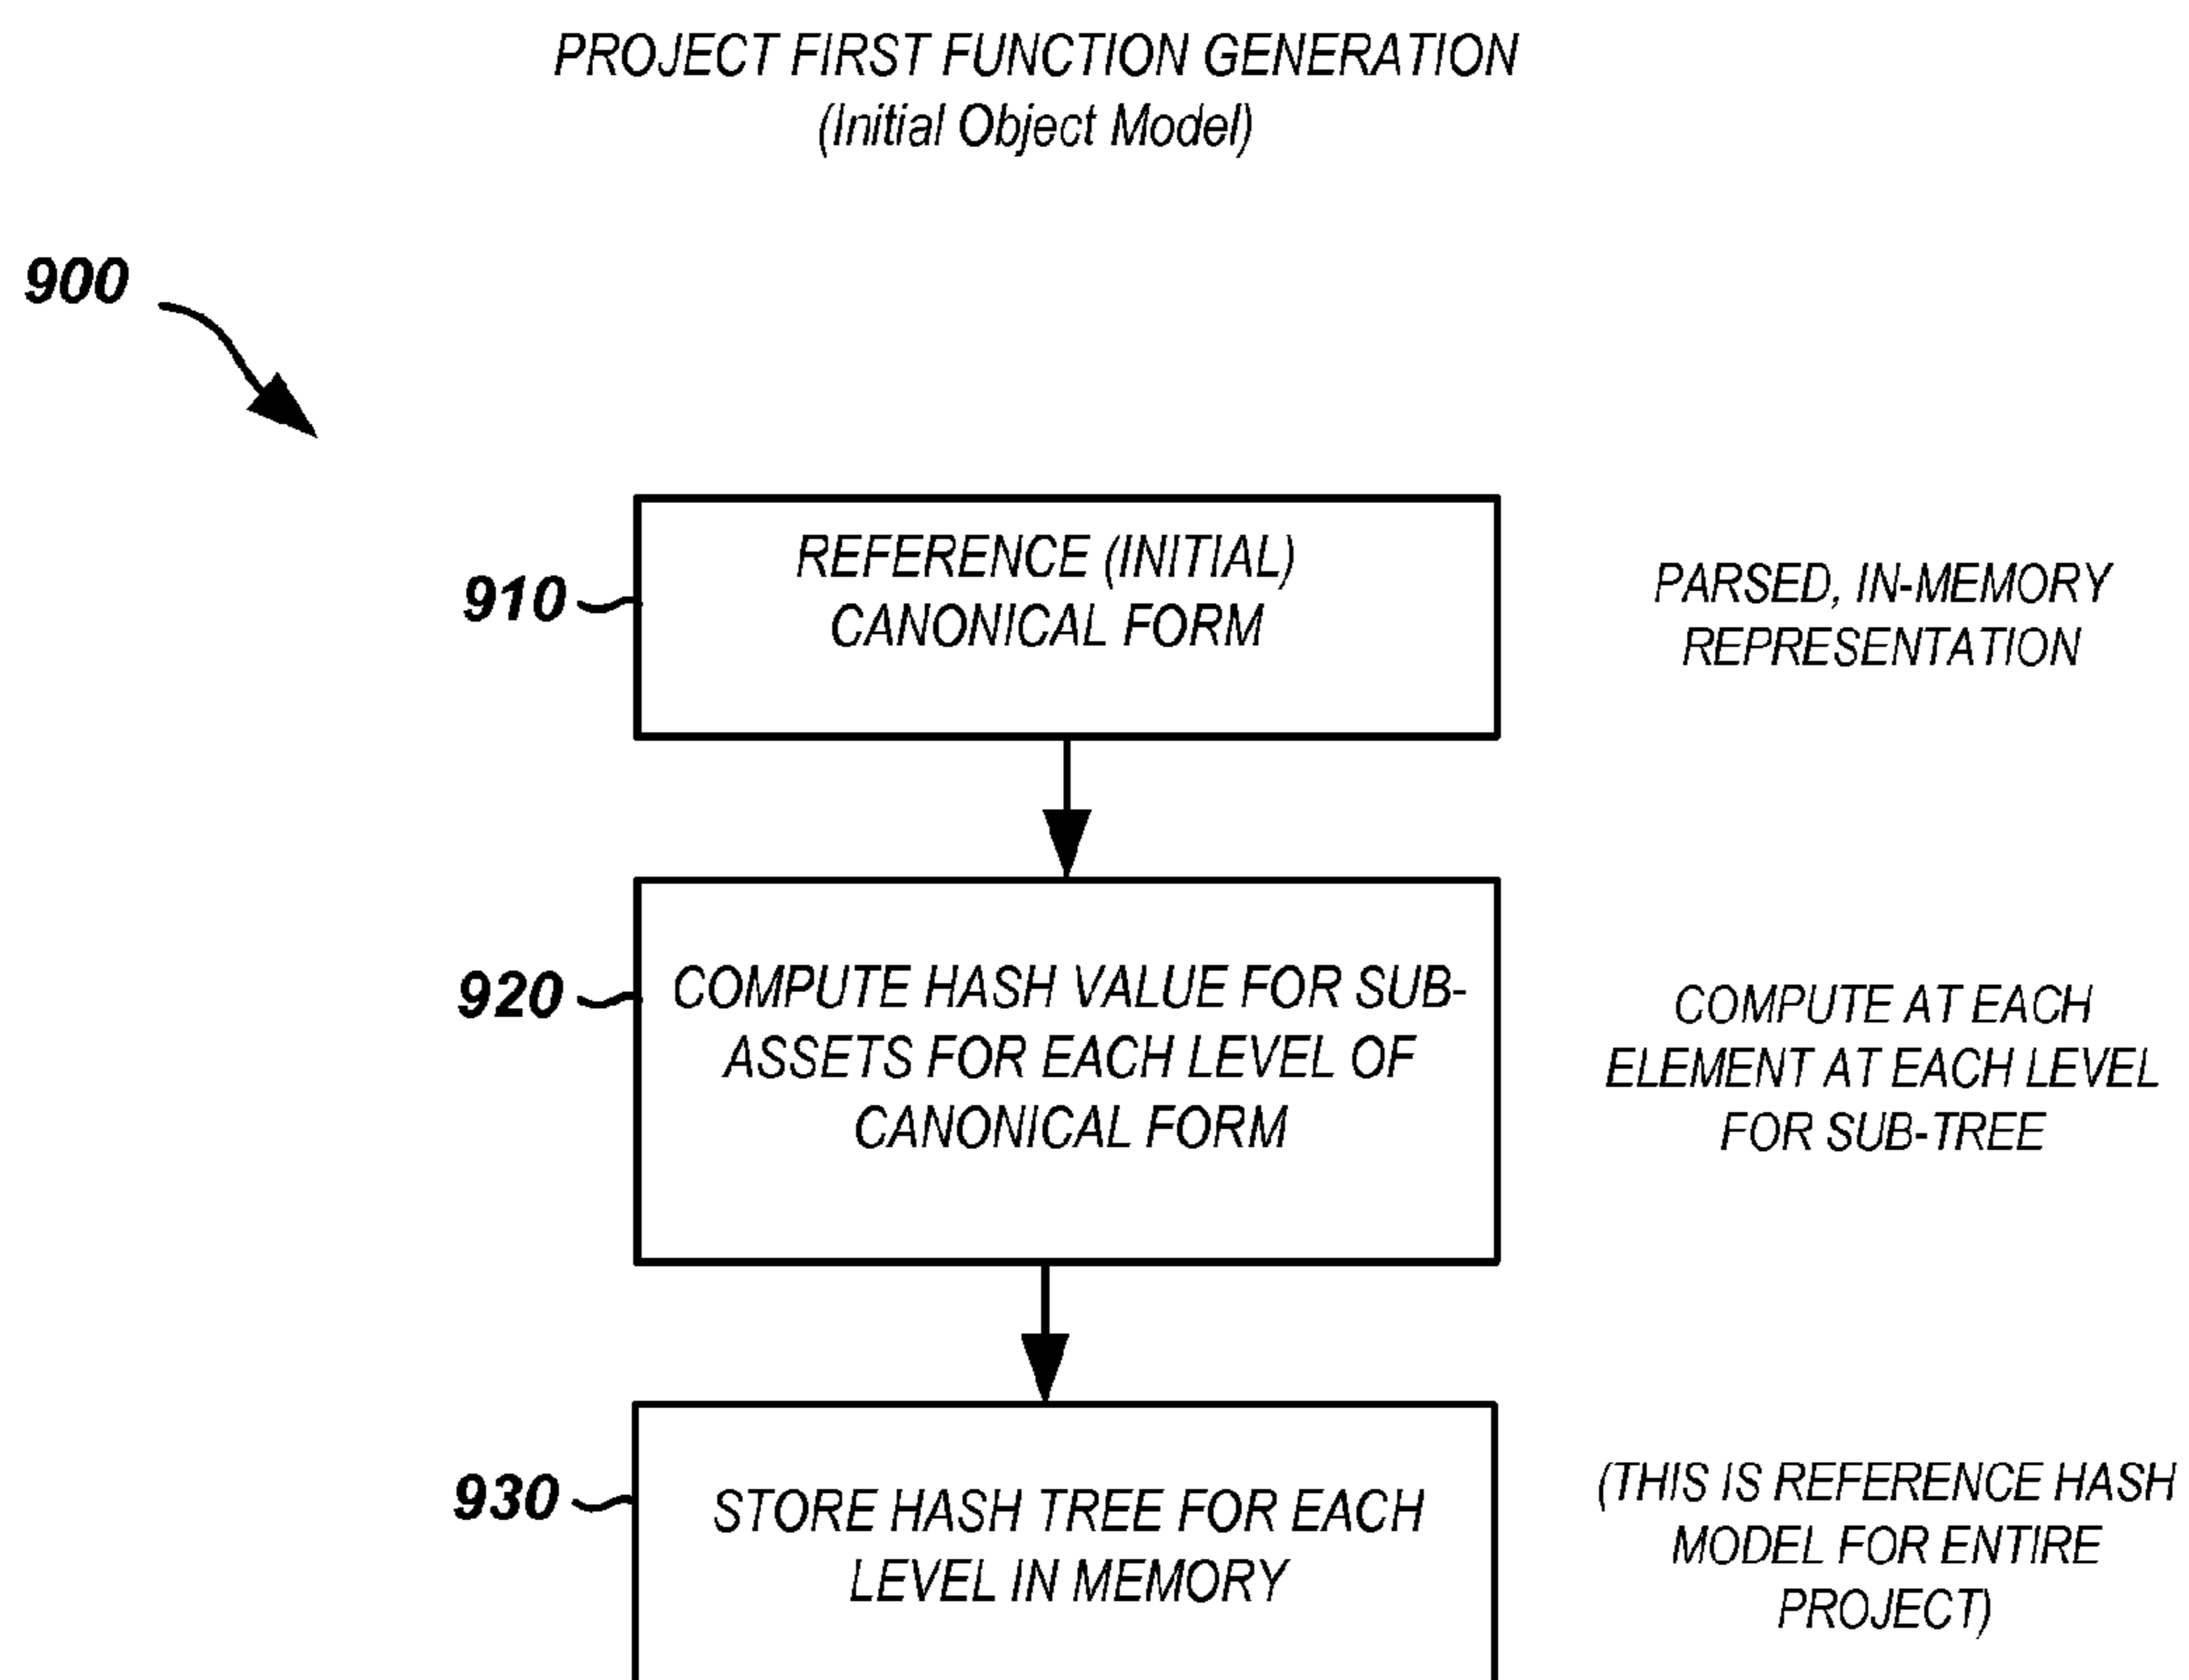 PROJECT FIRST FUNCTION GENERATION
(Initial Object Model)
900
910
REFERENCE (INITIAL)
CANONICAL FORM
PARSED, IN-MEMORY
REPRESENTATION
920
COMPUTE HASH VALUE FOR SUB-
ASSETS FOR EACH LEVEL OF
CANONICAL FORM
COMPUTE AT EACH
ELEMENT AT EACH LEVEL
FOR SUB-TREE
930
STORE HASH TREE FOR EACH
LEVEL IN MEMORY
(THIS IS REFERENCE HASH
MODEL FOR ENTIRE
PROJECT)